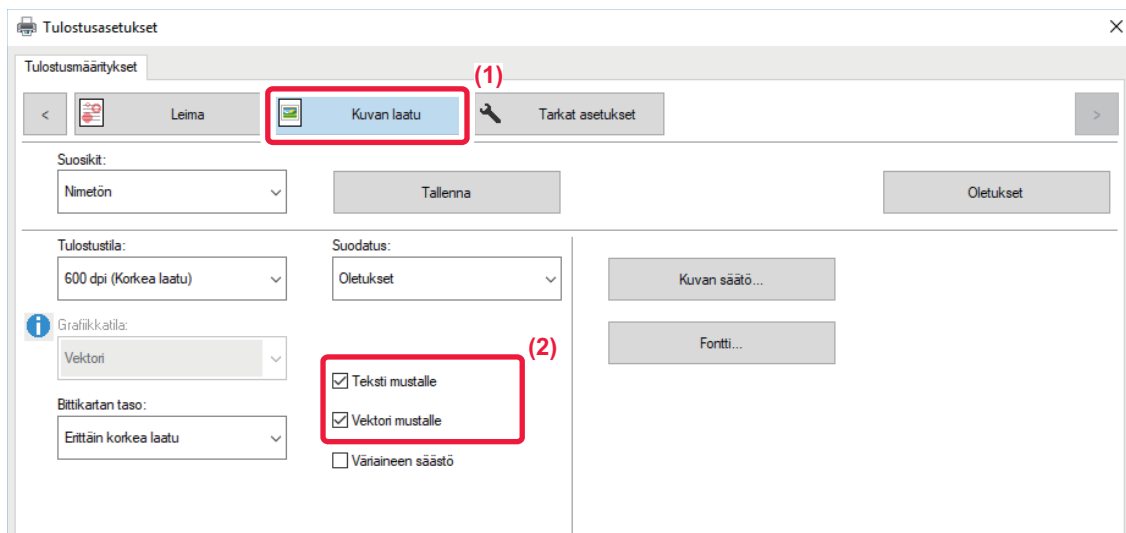 Tulostusasetukset
Tulostusmääritykset
(1)
<
Leima
Kuvan laatu
Tarkat asetukset
>
Suosikit:
Nimetön
Tallenna
Oletukset
Tulostustila:
Suodatus:
600 dpi (Korkea laatu)
Oletukset
Kuvan säätö...
Grafiikkatila:
Vektori
Fontti...
(2)
Teksti mustalle
Bittikartan taso:
Vektori mustalle
Erittäin korkea laatu
Väriaineen säästö